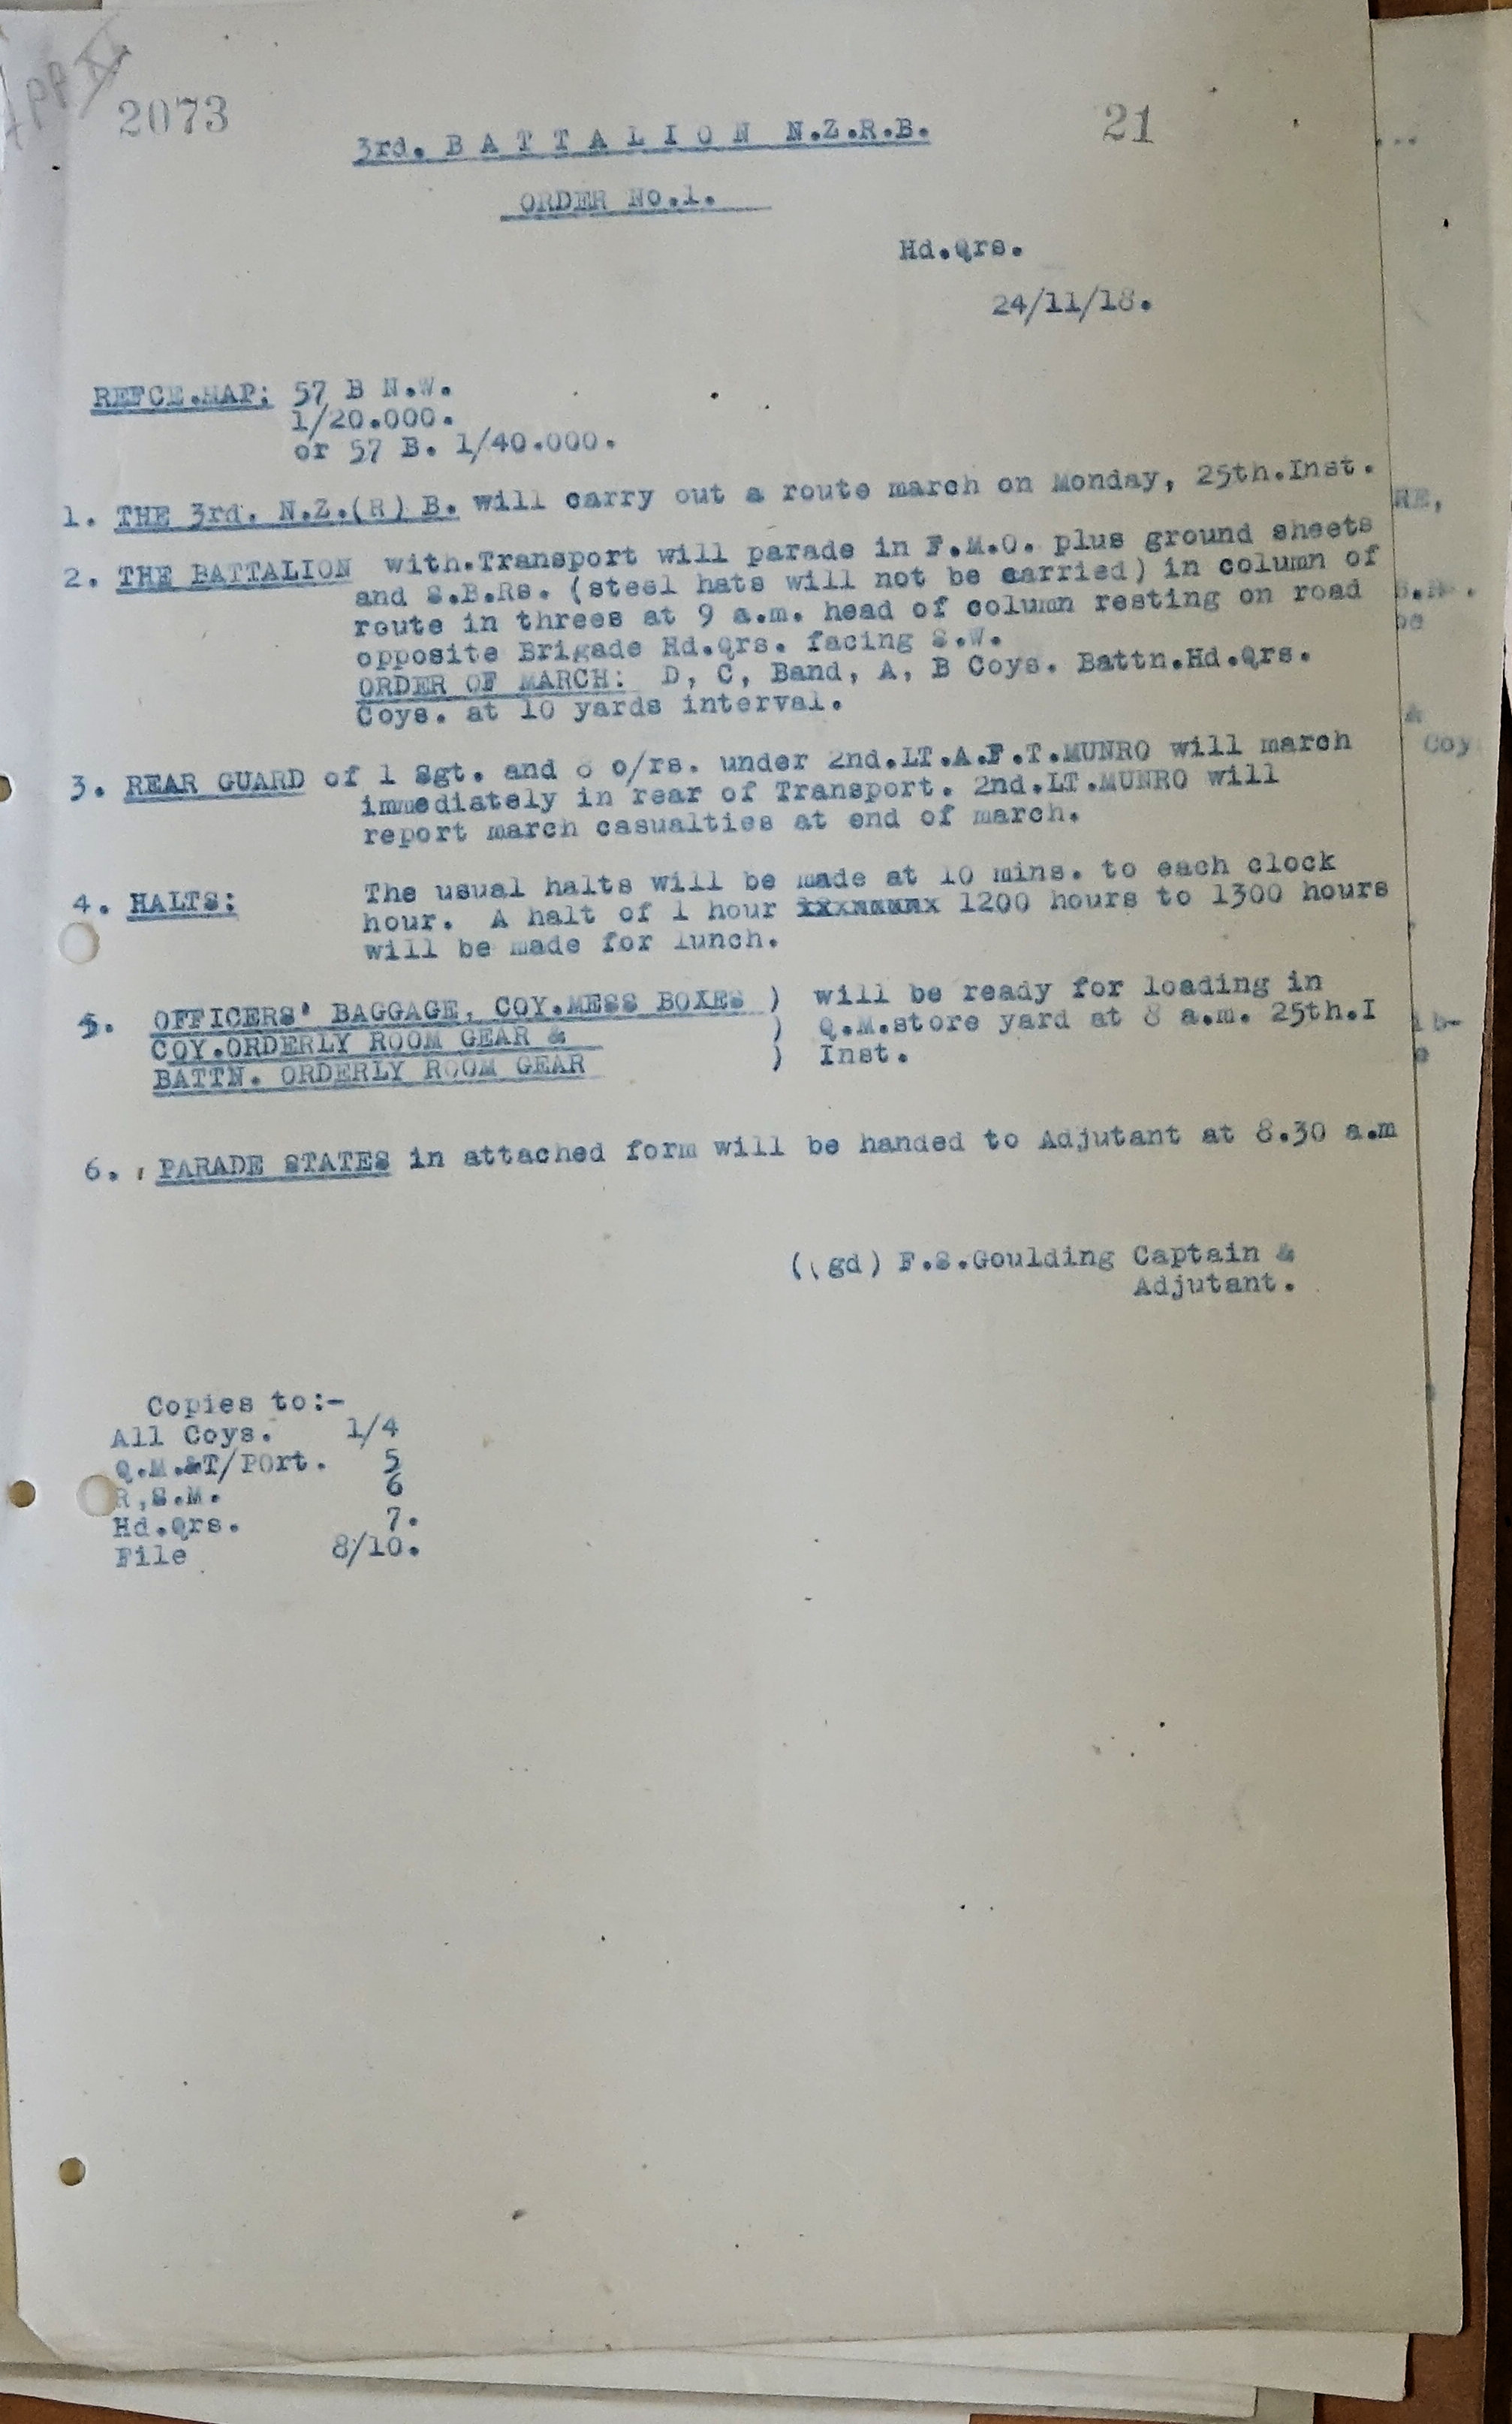 APP
2073
21
3rd. B A T T A L I O N N.Z.R.B.
ORDER No.1.
Hd.Qrs.
24/11/18.
REFCE.MAP: 57 B N.W.
1/20.000.
or 57 B. 1/40.000.
1. THE 3rd. N.Z.(R) B. will carry out a route march on Monday, 25th.Inst.
2. THE BATTALION with.Transport will parade in F.M.O. plus ground sheets
and S.B.Rs. (steel hats will not be carried) in column of
route in threes at 9 a.m. head of column resting on road
opposite Brigade Hd.Qrs. facing S.W.
ORDER OF MARCH: D, C, Band, A, B Coys. Battn.Hd.Qrs.
Coys. at 10 yards interval.
3. REAR GUARD of 1 Sgt. and 8 o/rs. under 2nd.LT.A.F.T.MUNRO will march
immediately in rear of Transport. 2nd.LT.MUNRO will
report march casualties at end of march.
4. HALTS: The usual halts will be made at 10 mins. to each clock
hour. A halt of 1 hour 1200 hours to 1300 hours
will be made for lunch.
5. OFFICERS' BAGGAGE, COY.MESS BOXES ) will be ready for loading in
COY.ORDERLY ROOM GEAR & ) Q.M.store yard at 8 a.m. 25th.I
BATTN. ORDERLY ROOM GEAR ) Inst.
6. PARADE STATES in attached form will be handed to Adjutant at 8.30 a.m
( gd) F.S.Goulding Captain &
Adjutant.
Copies to:-
All Coys. 1/4
Q.M.&T/POrt. 5
R,S.M. 6
Hd.Qrs. 7.
File 8/10.
RE,
be
&
Coy